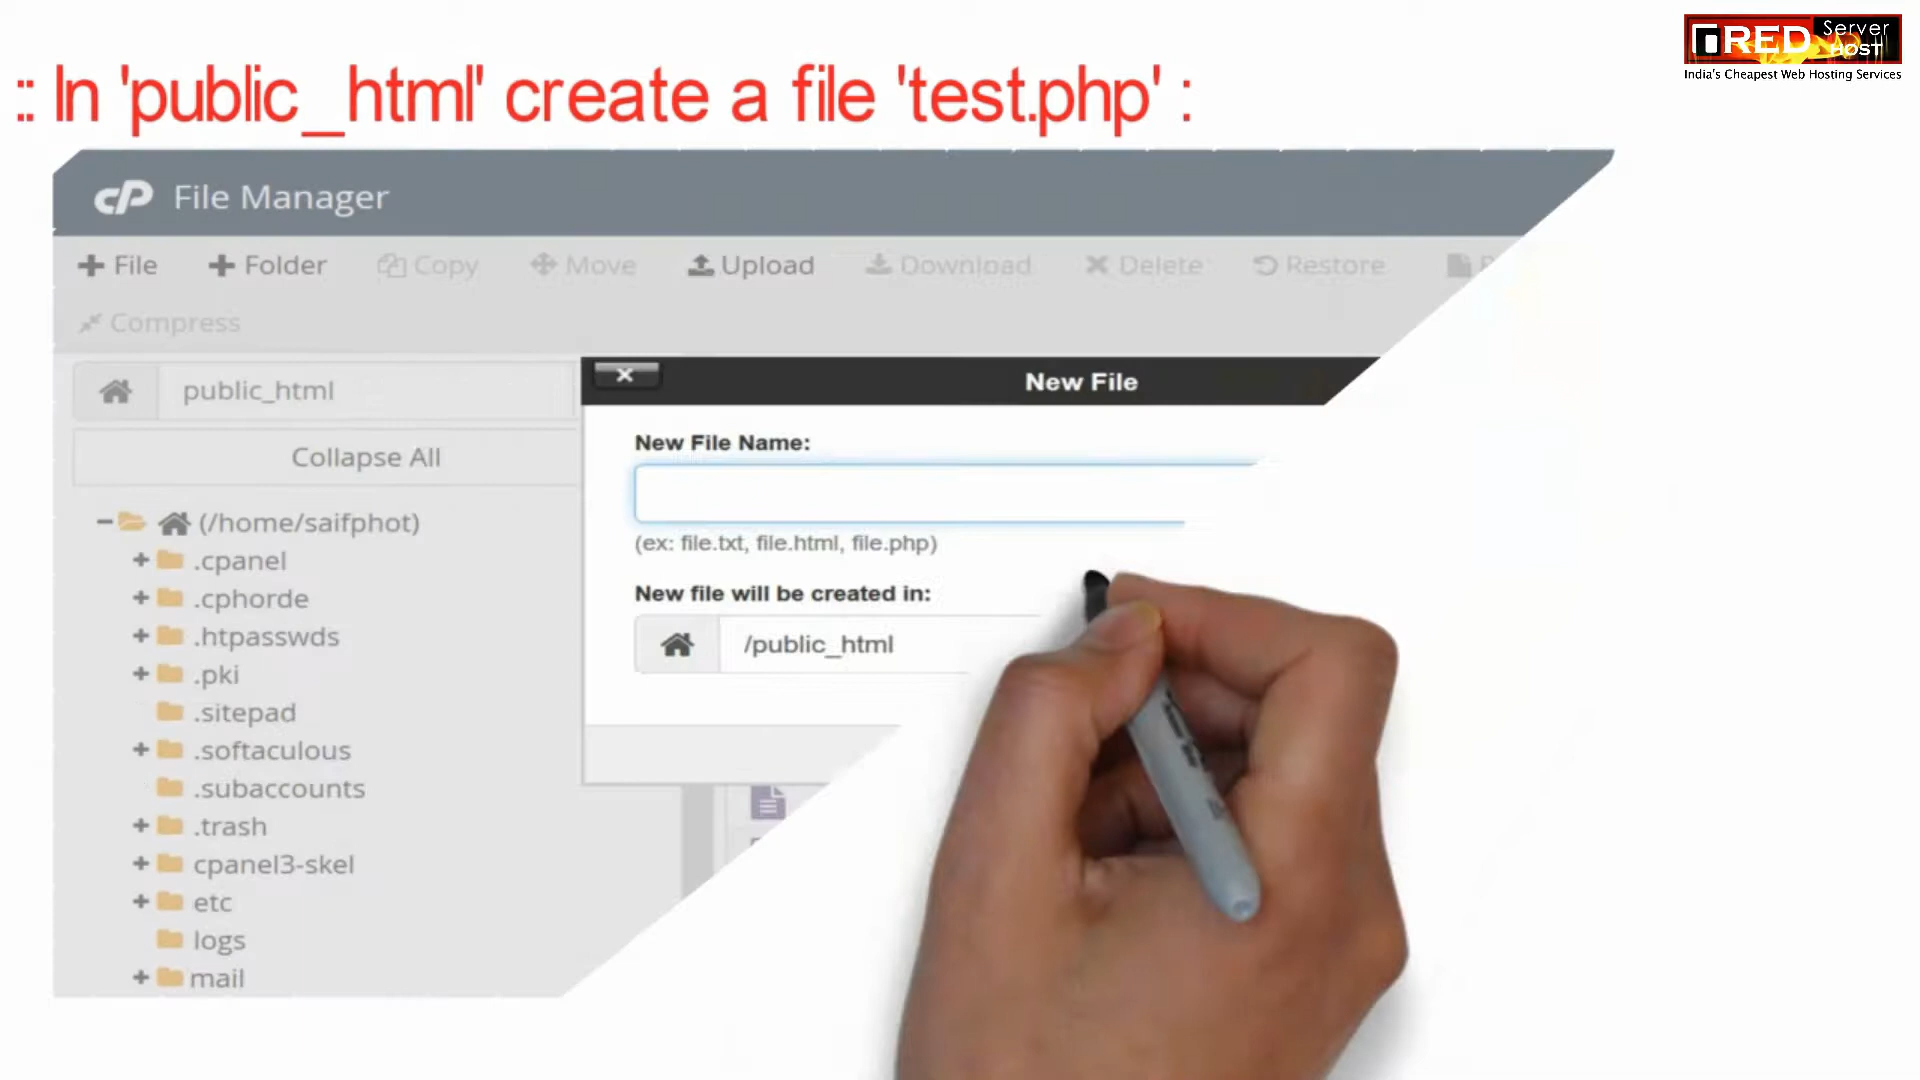 :: In 'public_html' create a file 'test.php' :
RED Server HOST
India's Cheapest Web Hosting Services
cP File Manager
File Folder Copy Move Upload Download Delete Restore
Compress
public_html
Collapse All
(/home/saifphot)
.cpanel
.cphorde
.htpasswds
.pki
.sitepad
.softaculous
.subaccounts
.trash
cpanel3-skel
etc
logs
mail
New File
New File Name:
(ex: file.txt, file.html, file.php)
New file will be created in:
/public_html